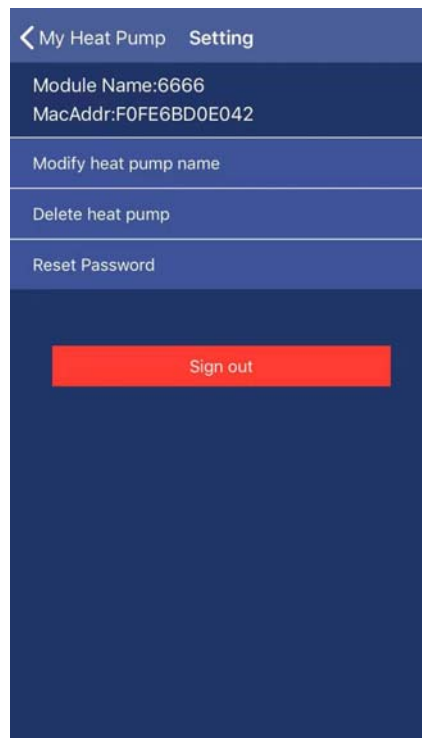 My Heat Pump Setting
Module Name:6666
MacAddr:F0FE6BD0E042
Modify heat pump name
Delete heat pump
Reset Password
Sign out